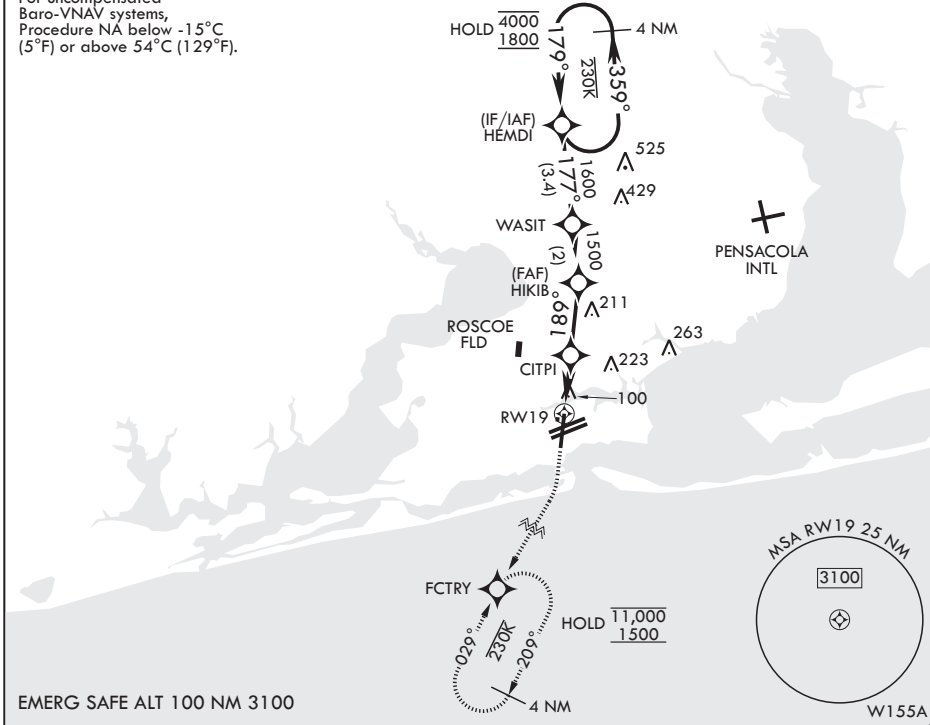 For uncompensated
Baro-VNAV systems,
Procedure NA below -15°C
(5°F) or above 54°C (129°F).
HOLD 4000
1800
179°
230K
359°
4 NM
(IF/IAF)
HEMDI
525
1600
177°
(3.4)
429
WASIT
PENSACOLA
INTL
1500
(2)
(FAF)
HIKIB
211
189°
ROSCOE
FLD
263
CITPI
223
100
RW19
MSA RW19 25 NM
3100
FCTRY
HOLD 11,000
1500
029°
230K
209°
4 NM
EMERG SAFE ALT 100 NM 3100
W155A